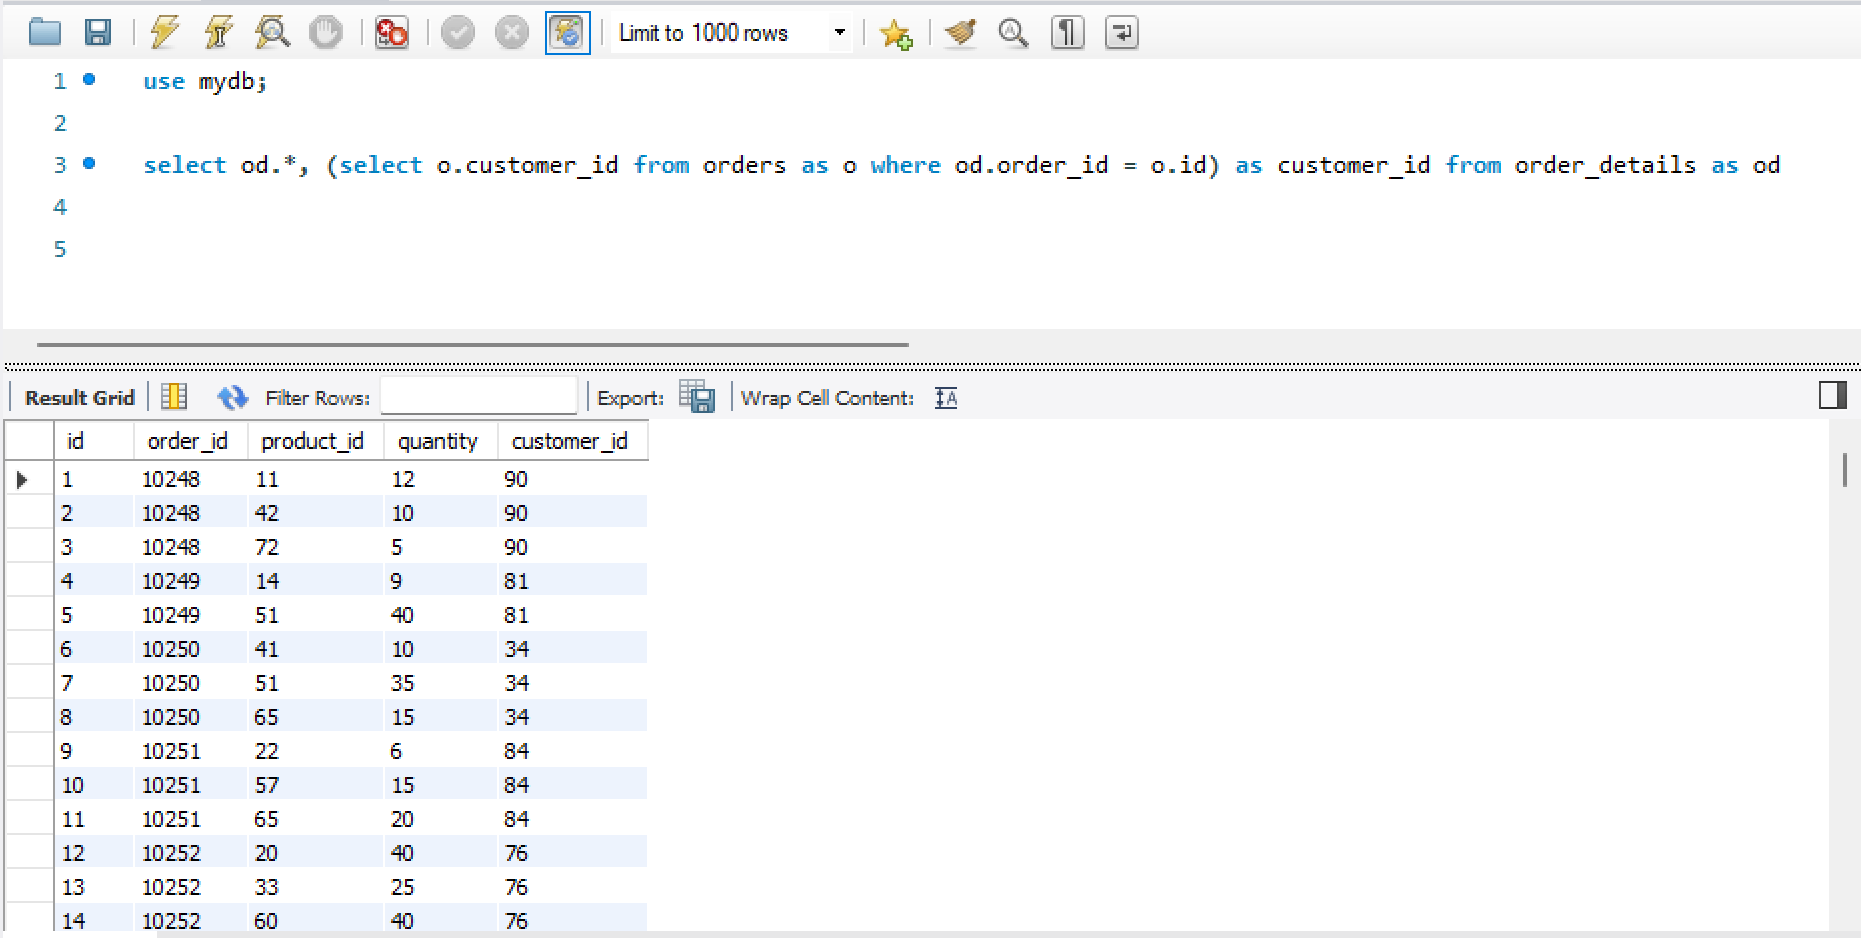 Limit to 1000 rows
1 use mydb;
2
3 select od.*, (select o.customer_id from orders as o where od.order_id = o.id) as customer_id from order_details as od
4
5
Result Grid Filter Rows: Export: Wrap Cell Content:
id order_id product_id quantity customer_id
1 10248 11 12 90
2 10248 42 10 90
3 10248 72 5 90
4 10249 14 9 81
5 10249 51 40 81
6 10250 41 10 34
7 10250 51 35 34
8 10250 65 15 34
9 10251 22 6 84
10 10251 57 15 84
11 10251 65 20 84
12 10252 20 40 76
13 10252 33 25 76
14 10252 60 40 76